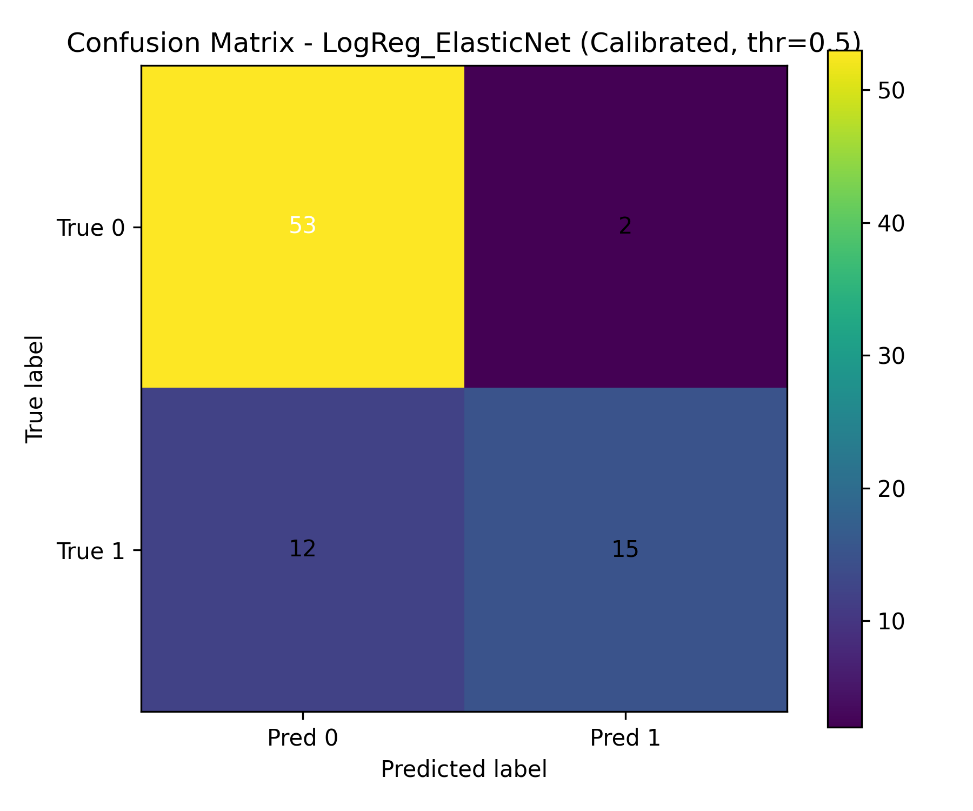 Confusion Matrix - LogReg_ElasticNet (Calibrated, thr=0.5)
True label
True 0
53
2
True 1
12
15
Pred 0
Pred 1
Predicted label
50
40
30
20
10